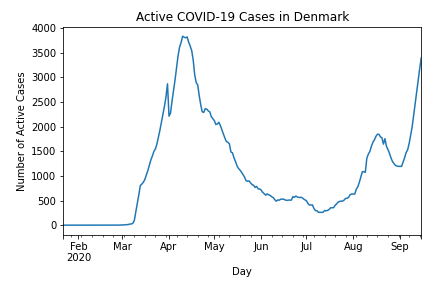 Active COVID-19 Cases in Denmark
4000
3500
3000
2500
2000
1500
1000
500
0
Number of Active Cases
Feb Mar Apr May Jun Jul Aug Sep
2020
Day